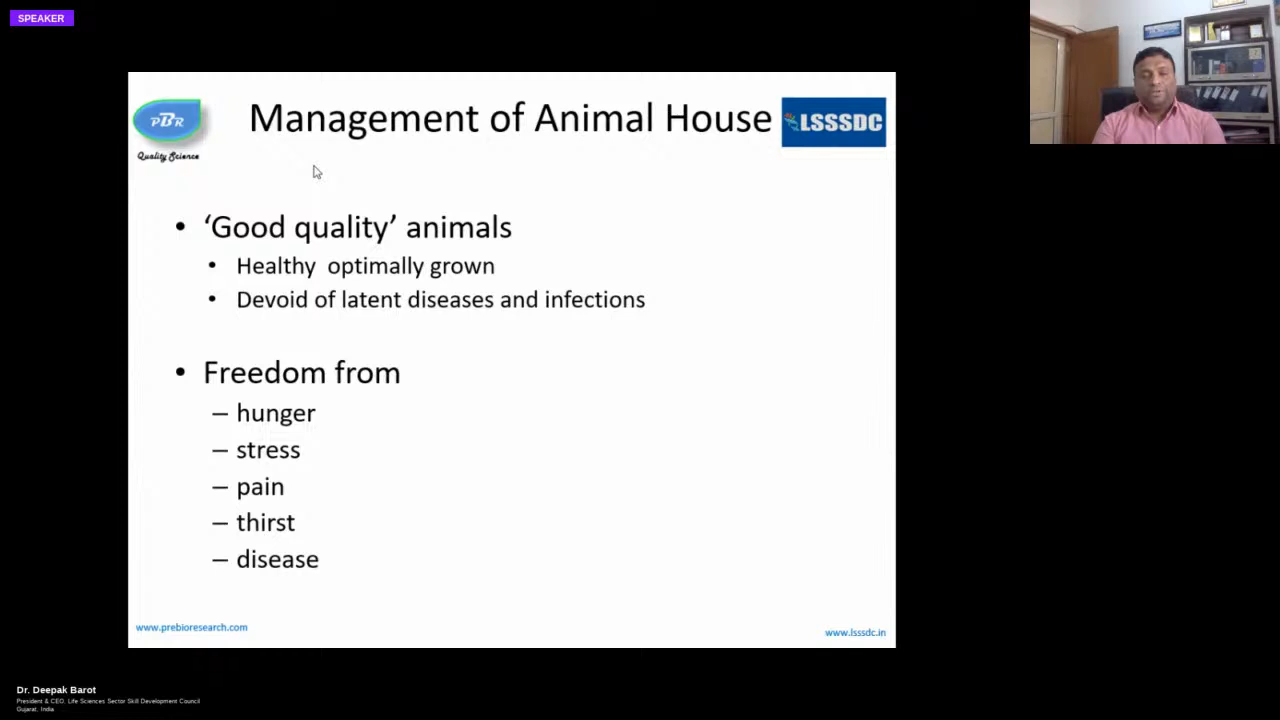 SPEAKER
PBR
Quality Science
Management of Animal House
LSSSDC
• ‘Good quality’ animals
• Healthy  optimally grown
• Devoid of latent diseases and infections
• Freedom from
– hunger
– stress
– pain
– thirst
– disease
www.prebioresearch.com
www.lsssdc.in
Dr. Deepak Barot
President & CEO, Life Sciences Sector Skill Development Council
Gujarat, India